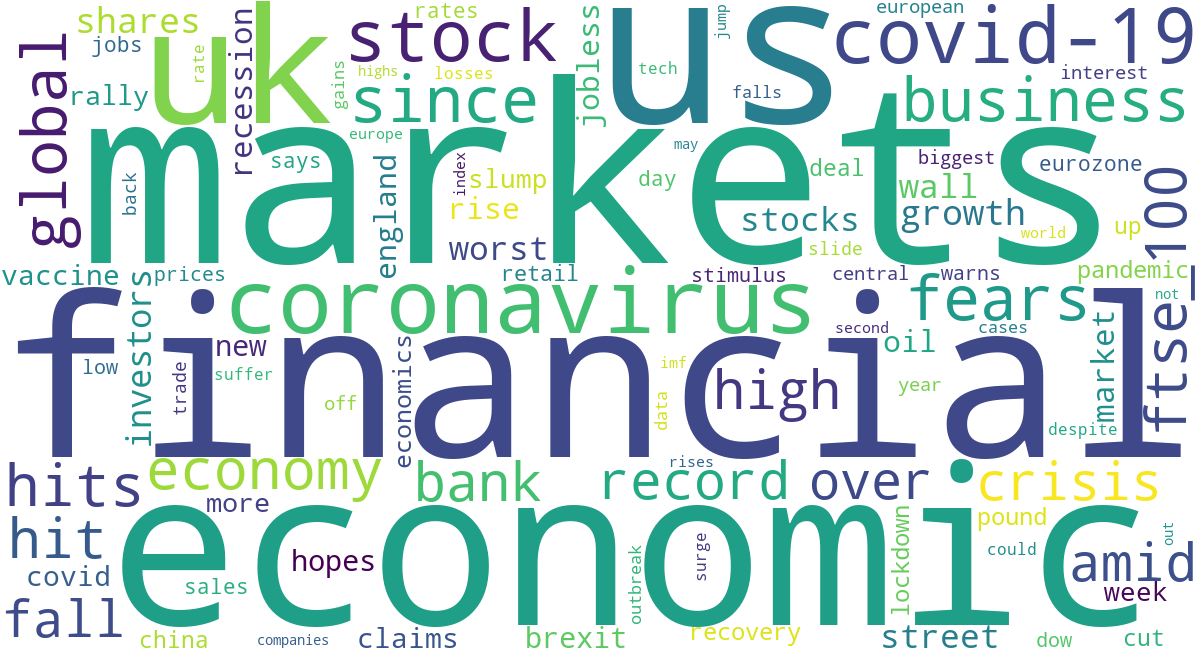 shares
rates
european
uk
stock
us
covid-19
jobs
recession
rate
gains
highs
losses
jobless
tech
jump
falls
interest
global
rally
since
business
markets
europe
says
index
slump
day
may
deal
biggest
eurozone
wall
back
england
rise
stocks
growth
world
up
ftse_100
worst
slide
vaccine
prices
retail
stimulus
central
warns
pandemic
investors
coronavirus
fears
not
new
second
cases
oil
market
low
trade
suffer
economics
imf
financial
high
year
off
data
despite
hits
economy
bank
rises
record
over
crisis
more
economic
pound
hit
hopes
surge
lockdown
could
out
amid
covid
sales
outbreak
week
fall
china
companies
claims
brexit
recovery
street
dow
cut